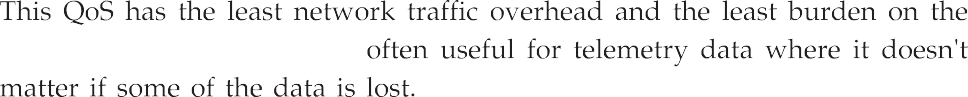 This QoS has the least network traffic overhead and the least burden on the
often useful for telemetry data where it doesn't
matter if some of the data is lost.